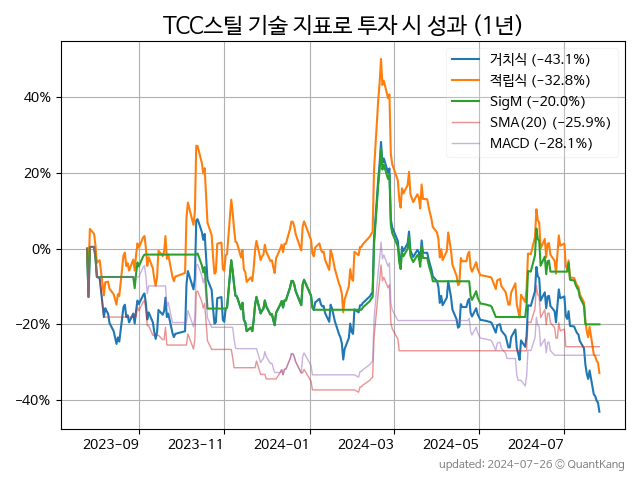 TCC스틸 기술 지표로 투자 시 성과 (1년)
거치식 (−43.1%)
적립식 (−32.8%)
SigM (−20.0%)
SMA(20) (−25.9%)
MACD (−28.1%)
40%
20%
0%
−20%
−40%
2023-09
2023-11
2024-01
2024-03
2024-05
2024-07
updated: 2024-07-26 © QuantKang